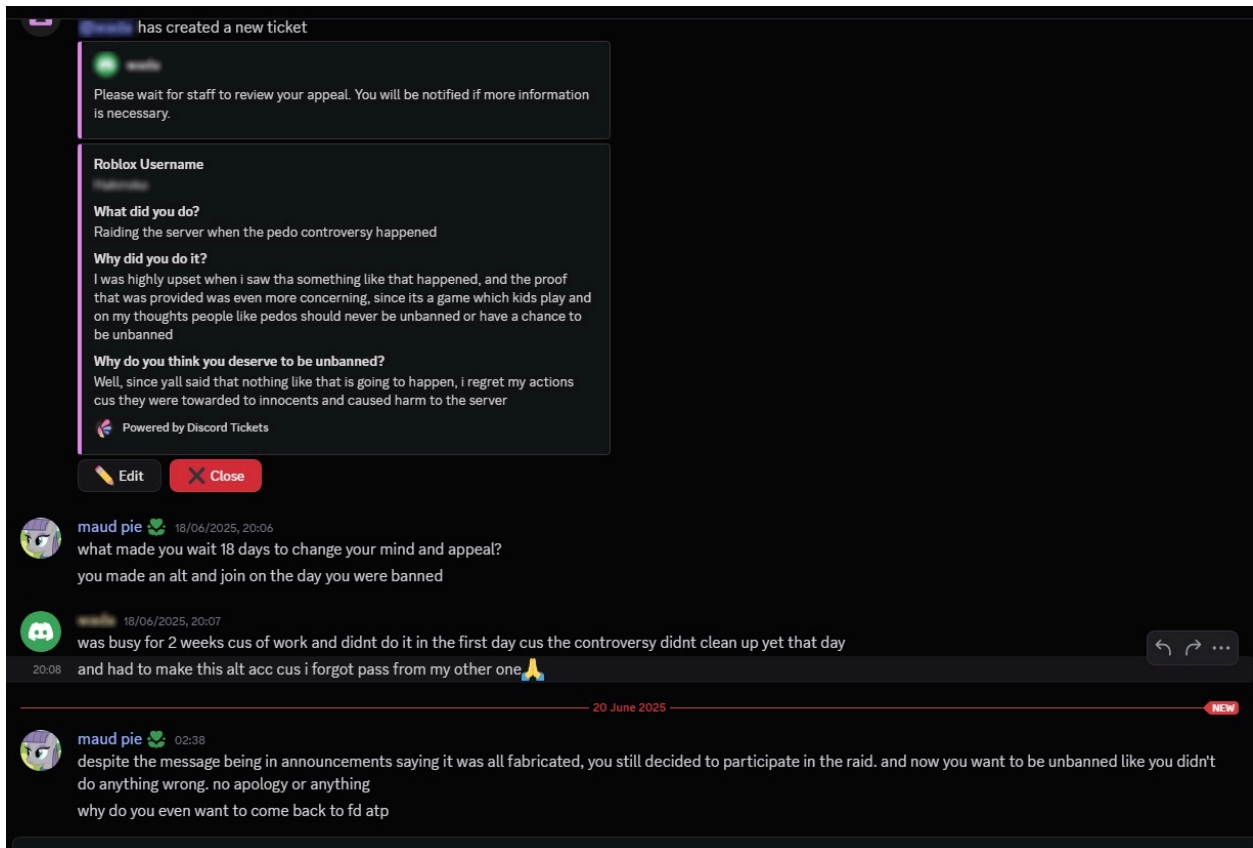 has created a new ticket
Please wait for staff to review your appeal. You will be notified if more information
is necessary.
Roblox Username
What did you do?
Raiding the server when the pedo controversy happened
Why did you do it?
I was highly upset when i saw tha something like that happened, and the proof
that was provided was even more concerning, since its a game which kids play and
on my thoughts people like pedos should never be unbanned or have a chance to
be unbanned
Why do you think you deserve to be unbanned?
Well, since yall said that nothing like that is going to happen, i regret my actions
cus they were towarded to innocents and caused harm to the server
Powered by Discord Tickets
Edit
Close
maud pie 18/06/2025, 20:06
what made you wait 18 days to change your mind and appeal?
you made an alt and join on the day you were banned
18/06/2025, 20:07
was busy for 2 weeks cus of work and didnt do it in the first day cus the controversy didnt clean up yet that day
20:08 and had to make this alt acc cus i forgot pass from my other one🙏
20 June 2025 NEW
maud pie 02:38
despite the message being in announcements saying it was all fabricated, you still decided to participate in the raid. and now you want to be unbanned like you didn't
do anything wrong. no apology or anything
why do you even want to come back to fd atp